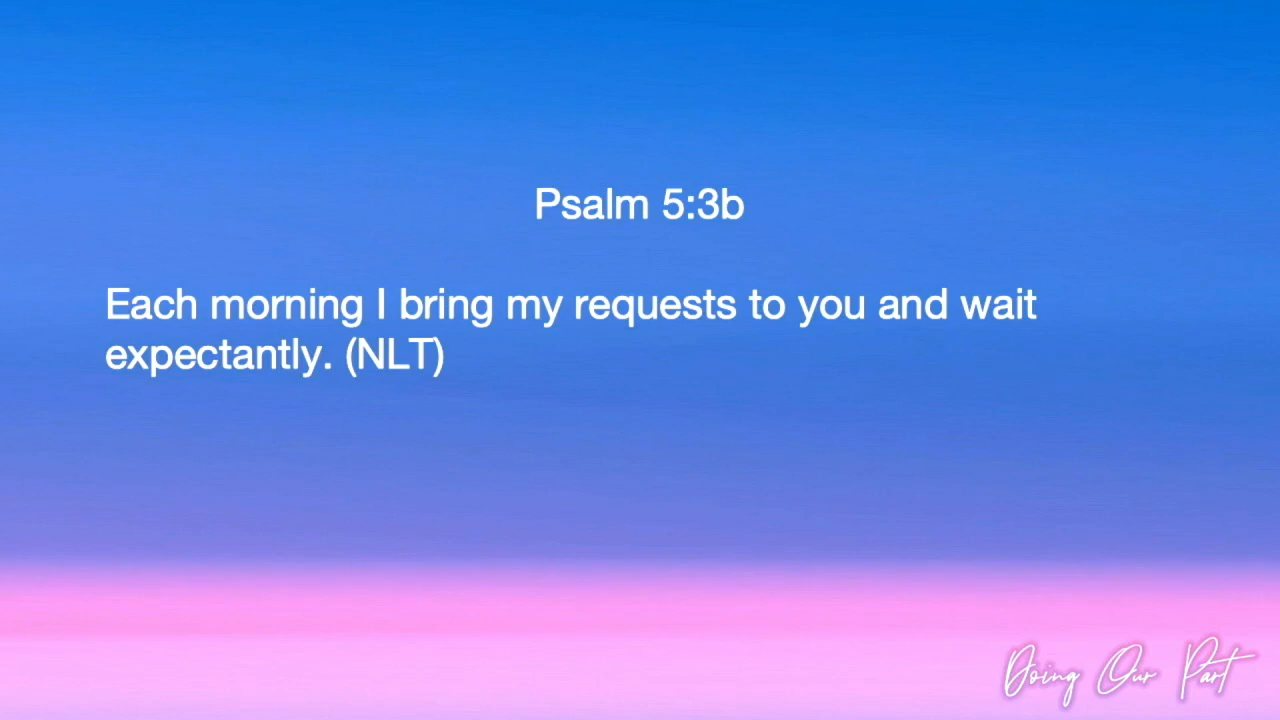 Psalm 5:3b
Each morning I bring my requests to you and wait
expectantly. (NLT)
Doing Our Part